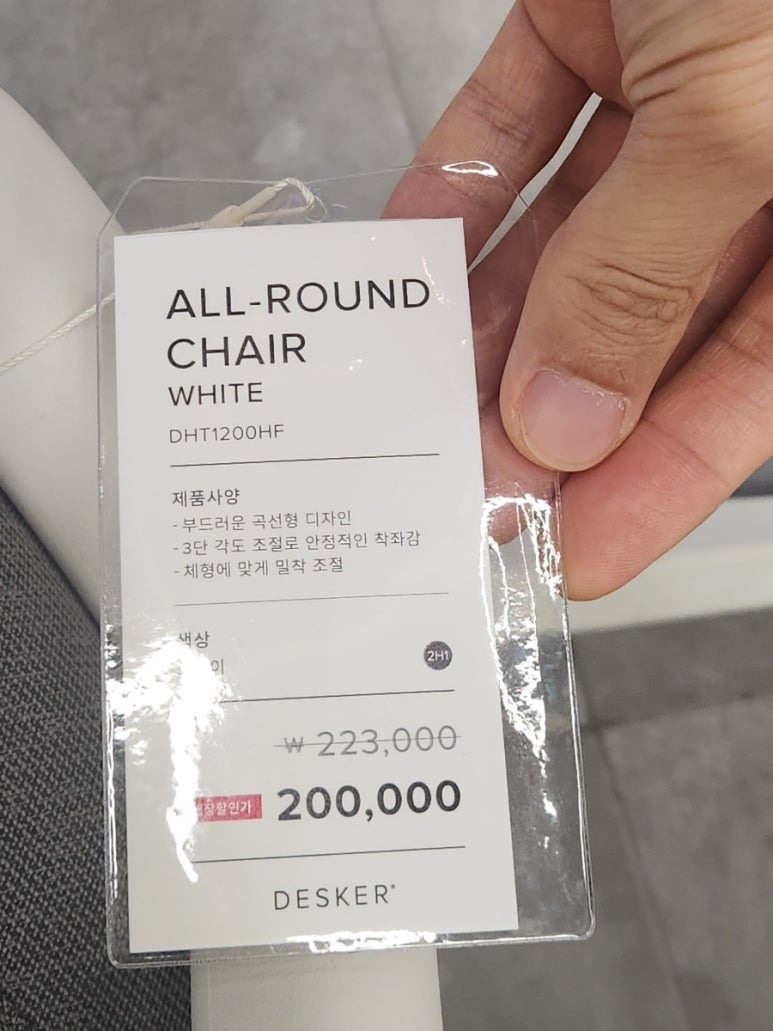 ALL-ROUND
CHAIR
WHITE
DHT1200HF
제품사양
- 부드러운 곡선형 디자인
- 3단 각도 조절로 안정적인 착좌감
- 체형에 맞게 밀착 조절
색상
2H1
₩ 223,000
200,000
DESKER